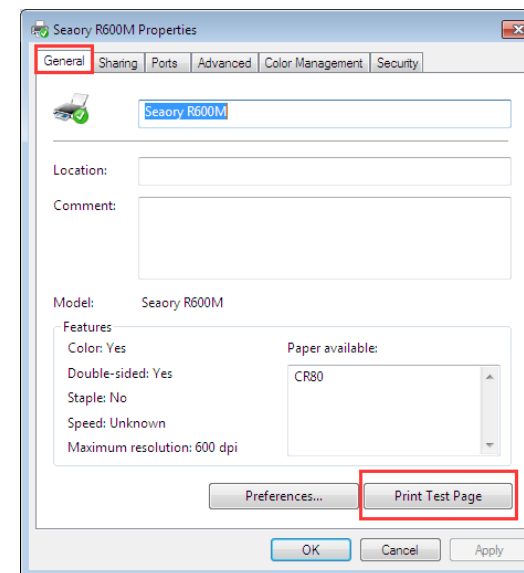 Seaory R600M Properties
General Sharing Ports Advanced Color Management Security
Seaory R600M
Location:
Comment:
Model: Seaory R600M
Features
Color: Yes
Paper available:
Double-sided: Yes
CR80
Staple: No
Speed: Unknown
Maximum resolution: 600 dpi
Preferences... Print Test Page
OK Cancel Apply